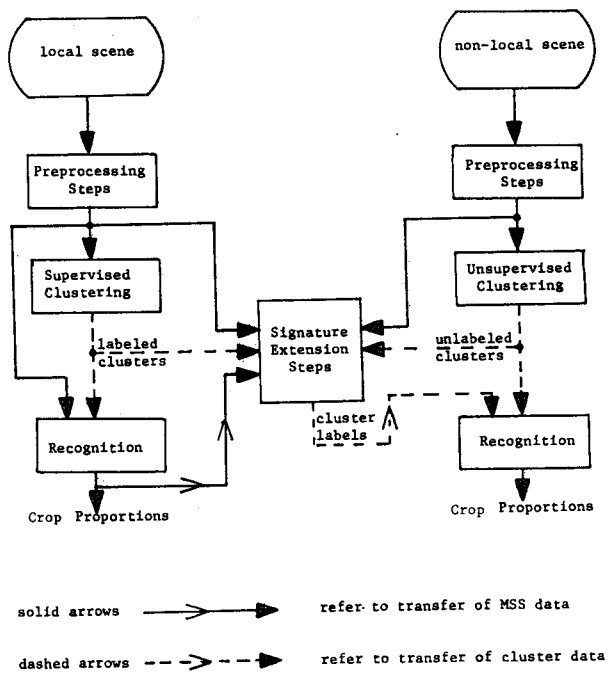 local scene
non-local scene
Preprocessing
Steps
Preprocessing
Steps
Supervised
Clustering
Unsupervised
Clustering
labeled
clusters
Signature
Extension
Steps
unlabeled
clusters
cluster
labels
Recognition
Recognition
Crop Proportions
Crop Proportions
solid arrows
refer to transfer of MSS data
dashed arrows
refer to transfer of cluster data